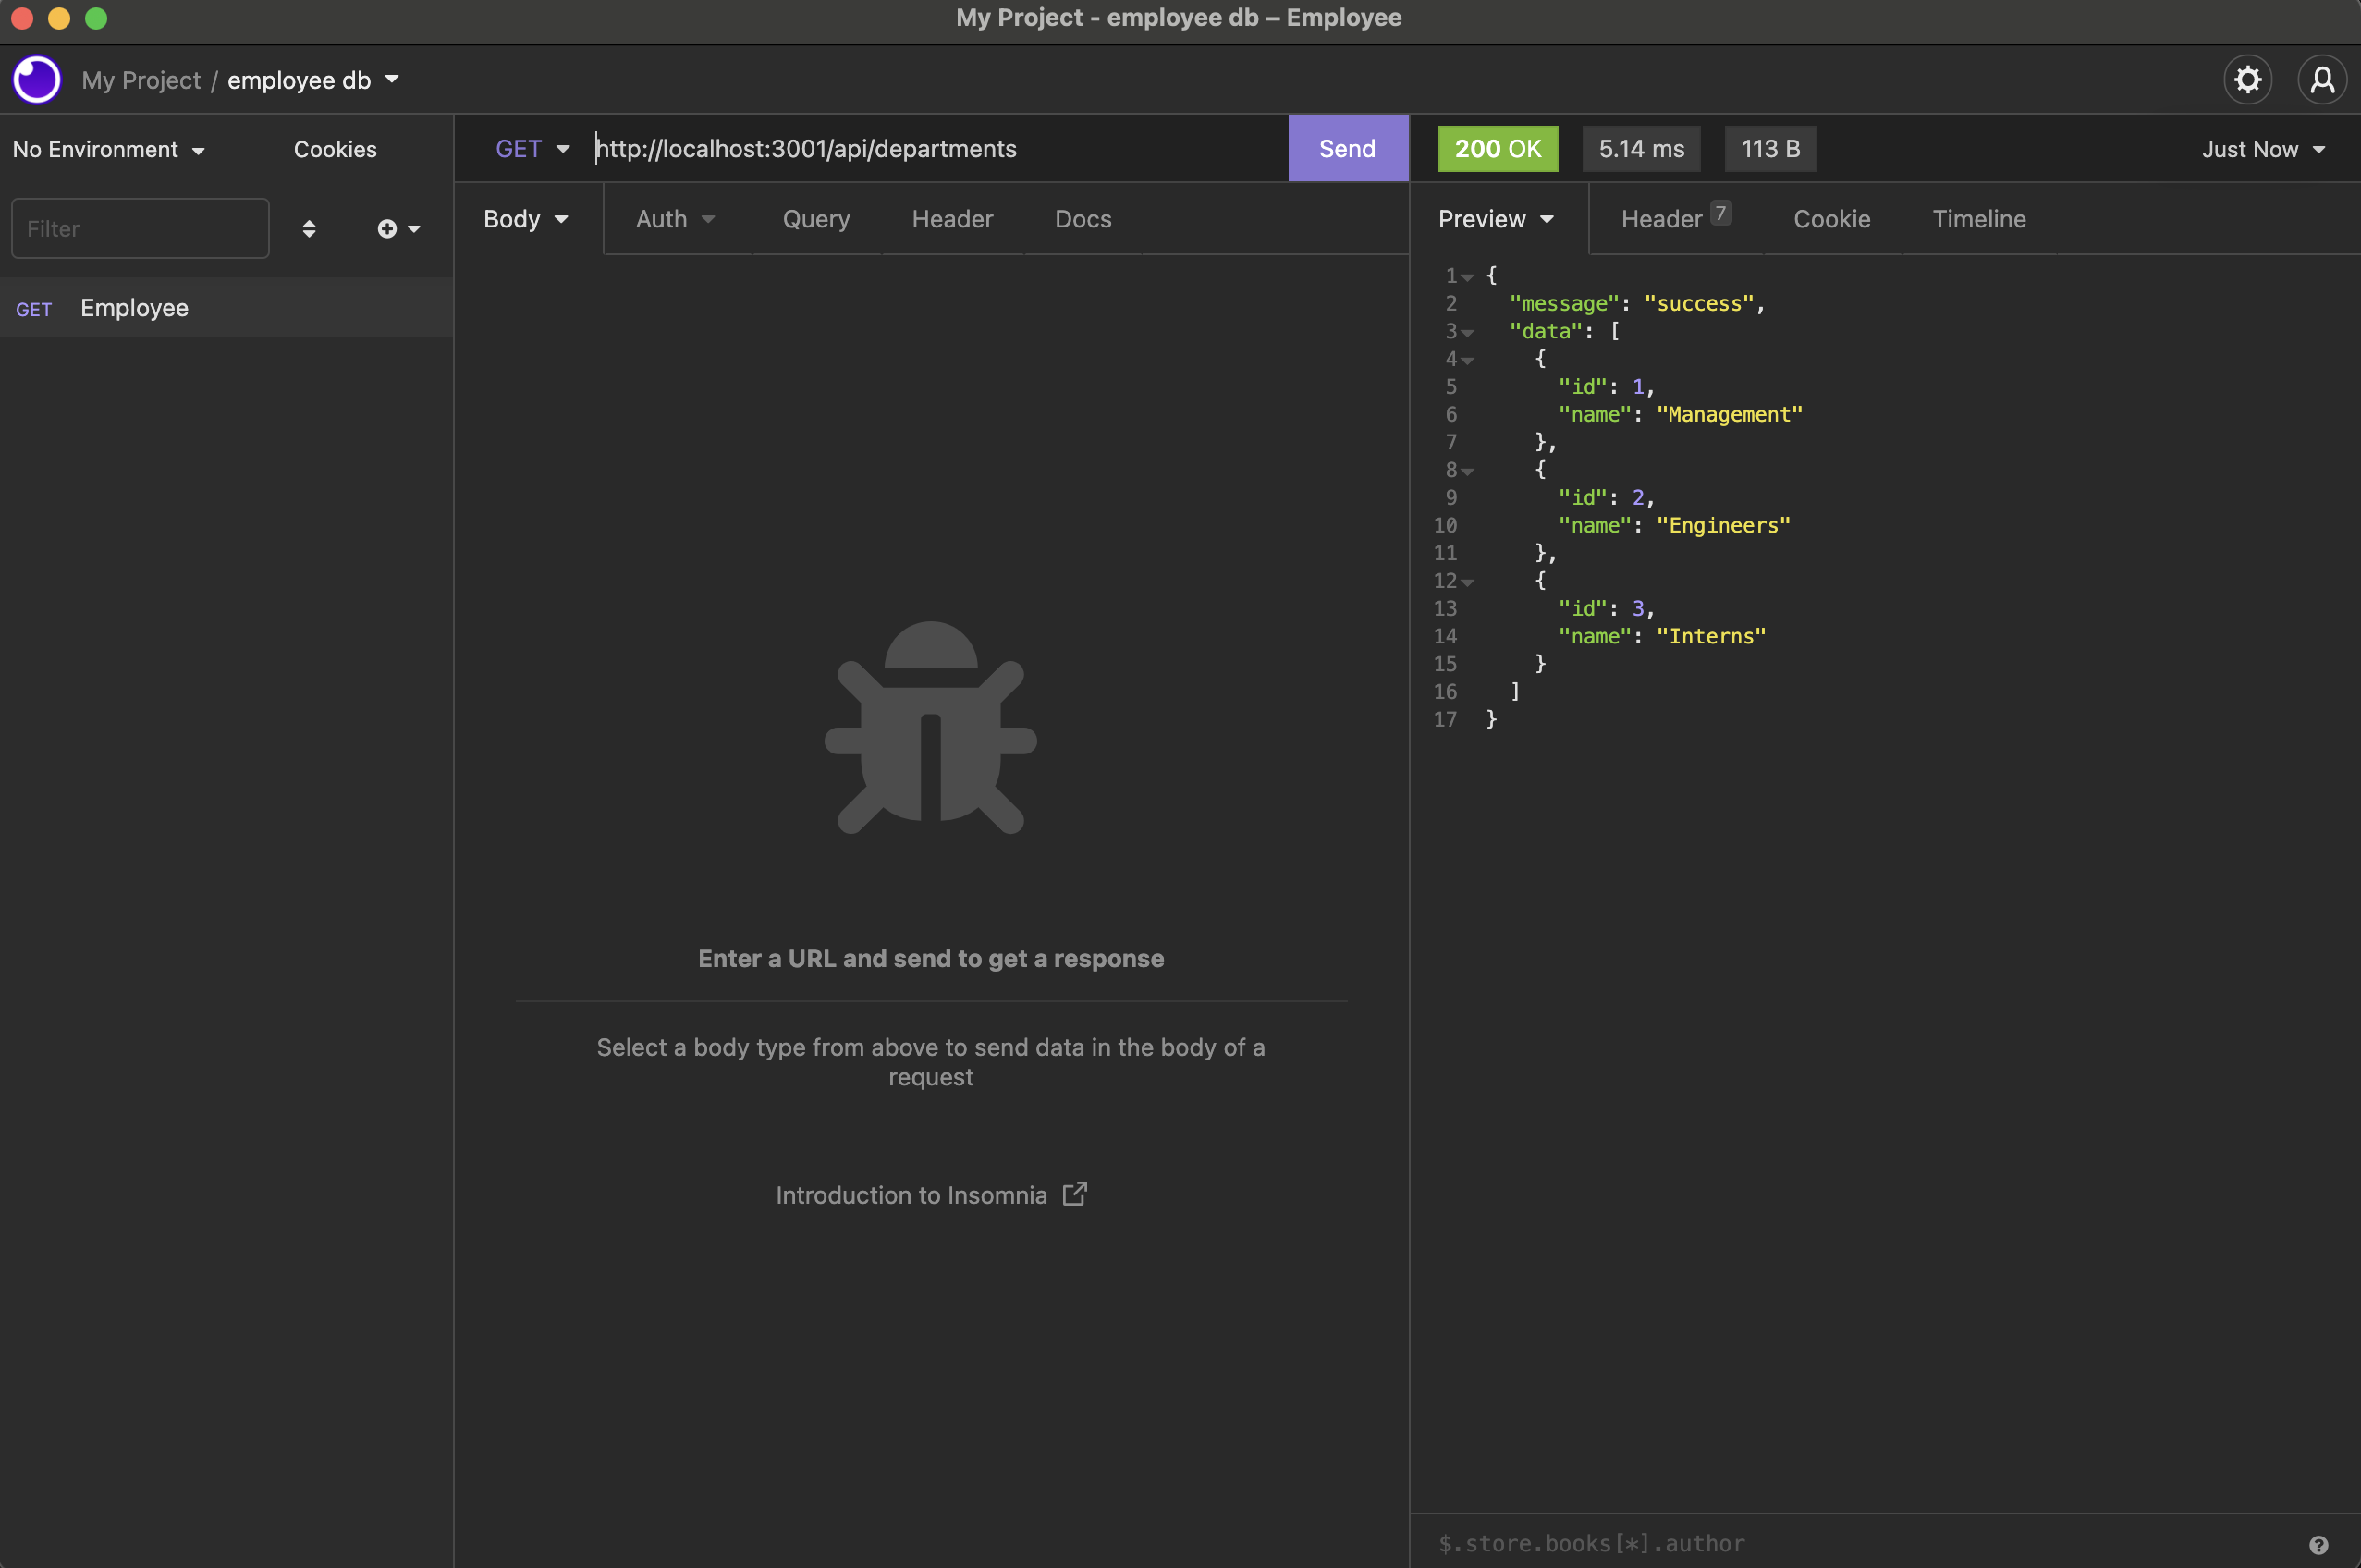 My Project - employee db – Employee
My Project / employee db
No Environment
Cookies
Filter
GET Employee
GET http://localhost:3001/api/departments
Send
Body
Auth
Query
Header
Docs
Enter a URL and send to get a response
Select a body type from above to send data in the body of a
request
Introduction to Insomnia
200 OK
5.14 ms
113 B
Just Now
Preview
Header 7
Cookie
Timeline
1 {
2 "message": "success",
3 "data": [
4 {
5 "id": 1,
6 "name": "Management"
7 },
8 {
9 "id": 2,
10 "name": "Engineers"
11 },
12 {
13 "id": 3,
14 "name": "Interns"
15 }
16 ]
17 }
$.store.books[*].author
?